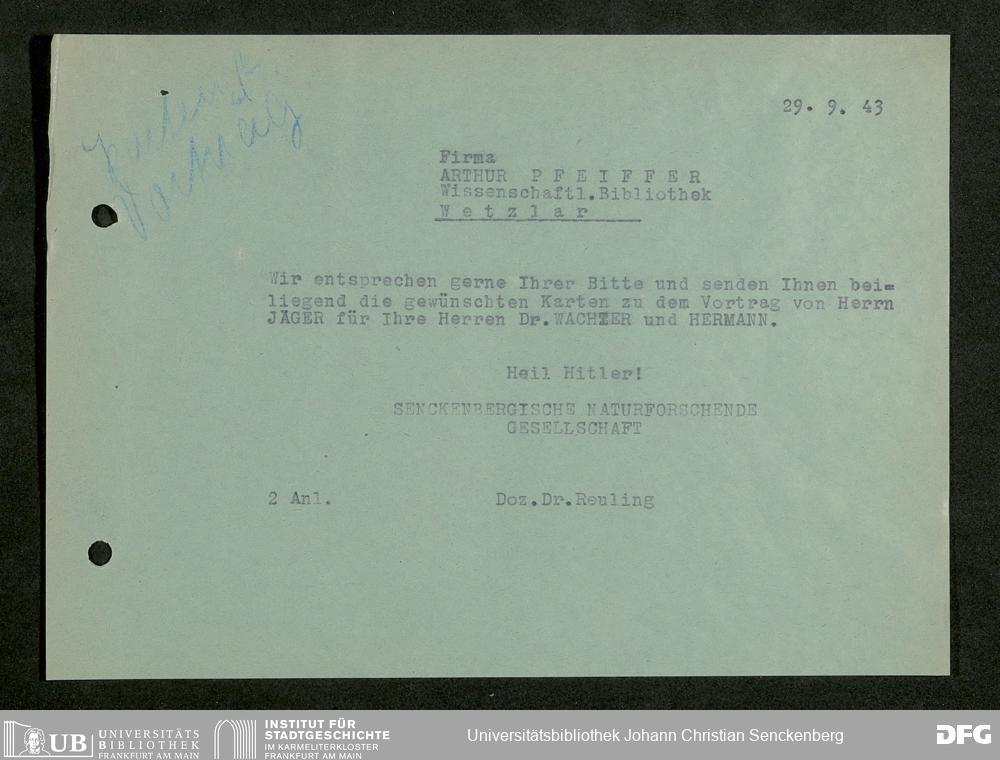 29. 9. 43
Firma
ARTHUR P F E I F F E R
Wissenschaftl.Bibliothek
W e t z l a r
Wir entsprechen gerne Ihrer Bitte und senden Ihnen bei=
liegend die gewünschten Karten zu dem Vortrag von Herrn
JÄGER für Ihre Herren Dr. und HERMANN.
Heil Hitler!
SENCKENBERGISCHE NATURFORSCHENDE
GESELLSCHAFT
2 Anl.
Doz.Dr.Reuling
UB UNIVERSITÄTS
BIBLIOTHEK
FRANKFURT AM MAIN
INSTITUT FÜR
STADTGESCHICHTE
IM KARMELITERKLOSTER
FRANKFURT AM MAIN
Universitätsbibliothek Johann Christian Senckenberg
DFG